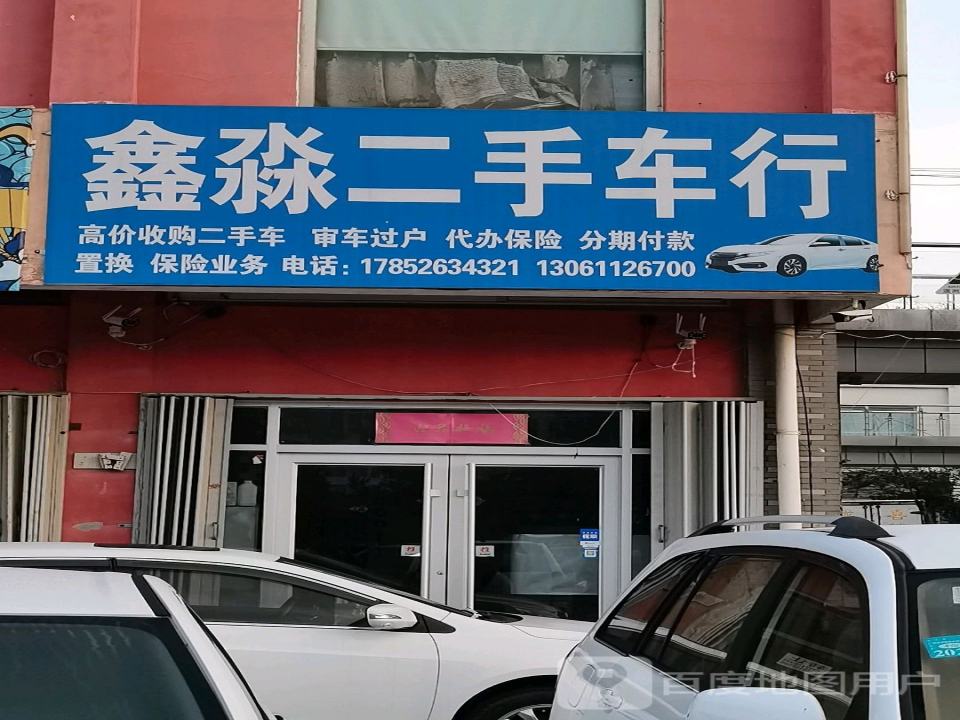 鑫淼二手车行
高价收购二手车 审车过户 代办保险 分期付款
置换 保险业务 电话：17852634321 13061126700
百度地图用户